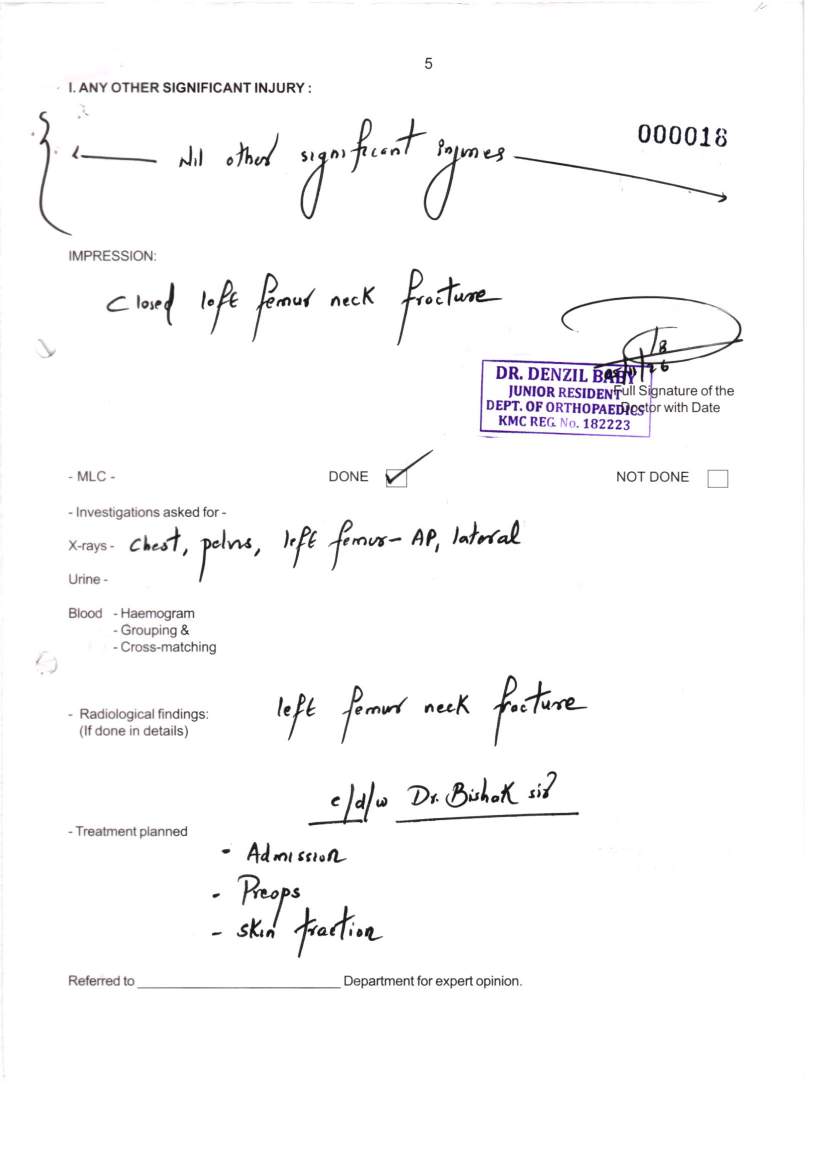 5
I. ANY OTHER SIGNIFICANT INJURY :
000018
Nil other significant injuries
IMPRESSION:
Closed left femur neck fracture
DR. DENZIL BABY
JUNIOR RESIDENT
DEPT. OF ORTHOPAEDICS
KMC REG. No. 182223
Full Signature of the
Doctor with Date
- MLC - DONE NOT DONE
- Investigations asked for -
X-rays - Chest, pelvis, left femur - AP, lateral
Urine -
Blood - Haemogram
- Grouping &
- Cross-matching
- Radiological findings: left femur neck fracture
(If done in details)
c/d/w Dr. Bishak sir
- Treatment planned
- Admission
- Preops
- skin traction
Referred to ____________________ Department for expert opinion.